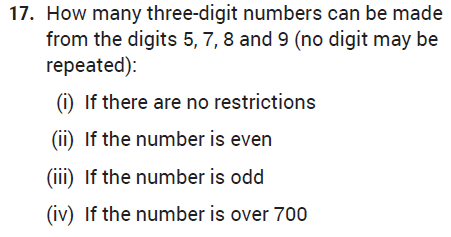 17. How many three-digit numbers can be made
from the digits 5, 7, 8 and 9 (no digit may be
repeated):
(i) If there are no restrictions
(ii) If the number is even
(iii) If the number is odd
(iv) If the number is over 700